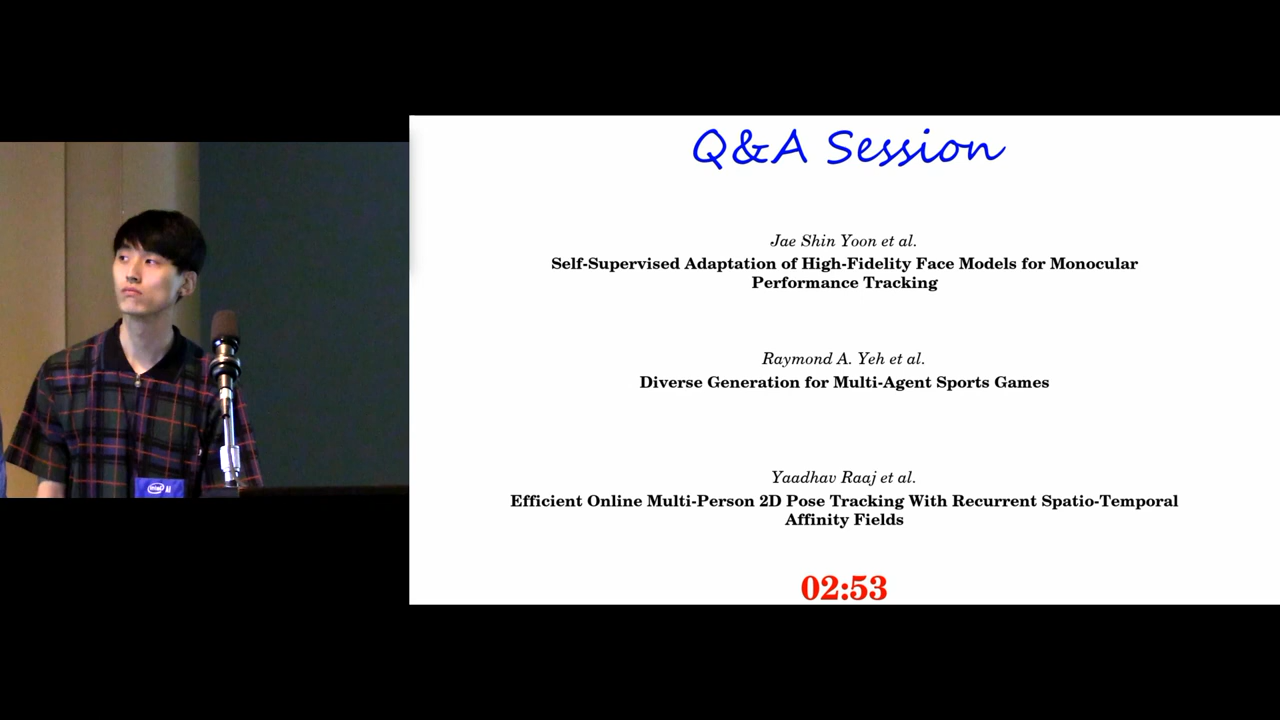 Q&A Session
Jae Shin Yoon et al.
Self-Supervised Adaptation of High-Fidelity Face Models for Monocular
Performance Tracking
Raymond A. Yeh et al.
Diverse Generation for Multi-Agent Sports Games
Yaadhav Raaj et al.
Efficient Online Multi-Person 2D Pose Tracking With Recurrent Spatio-Temporal
Affinity Fields
02:53
intel AI